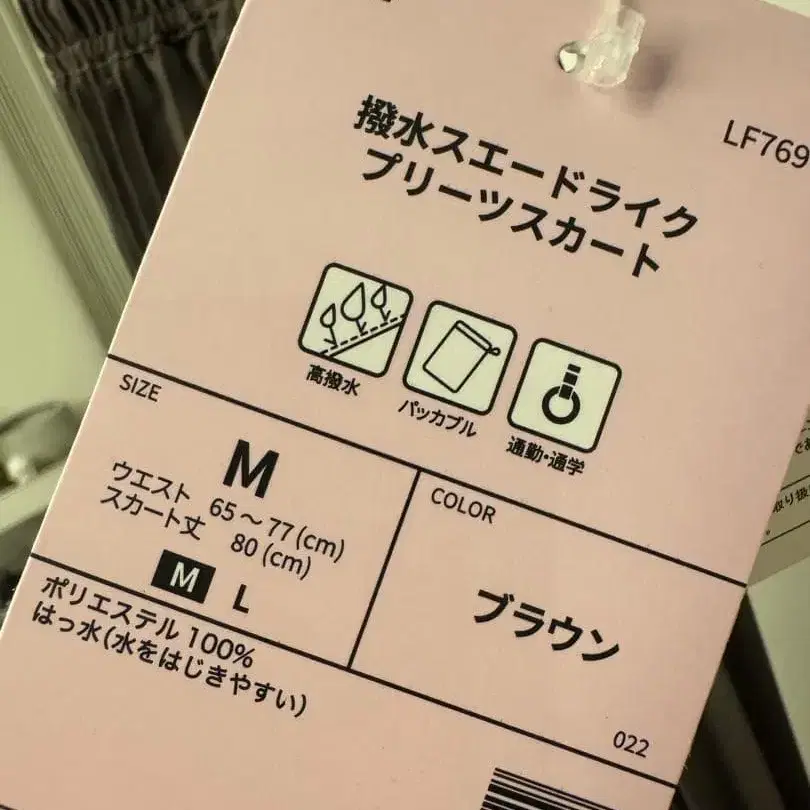 LF769
撥水スエードライク
プリーツスカート
高撥水
パッカブル
通勤・通学
SIZE
M
ウエスト 65～77(cm)
スカート丈 80(cm)
M L
COLOR
ブラウン
022
ポリエステル 100%
はっ水(水をはじきやすい)
取り扱